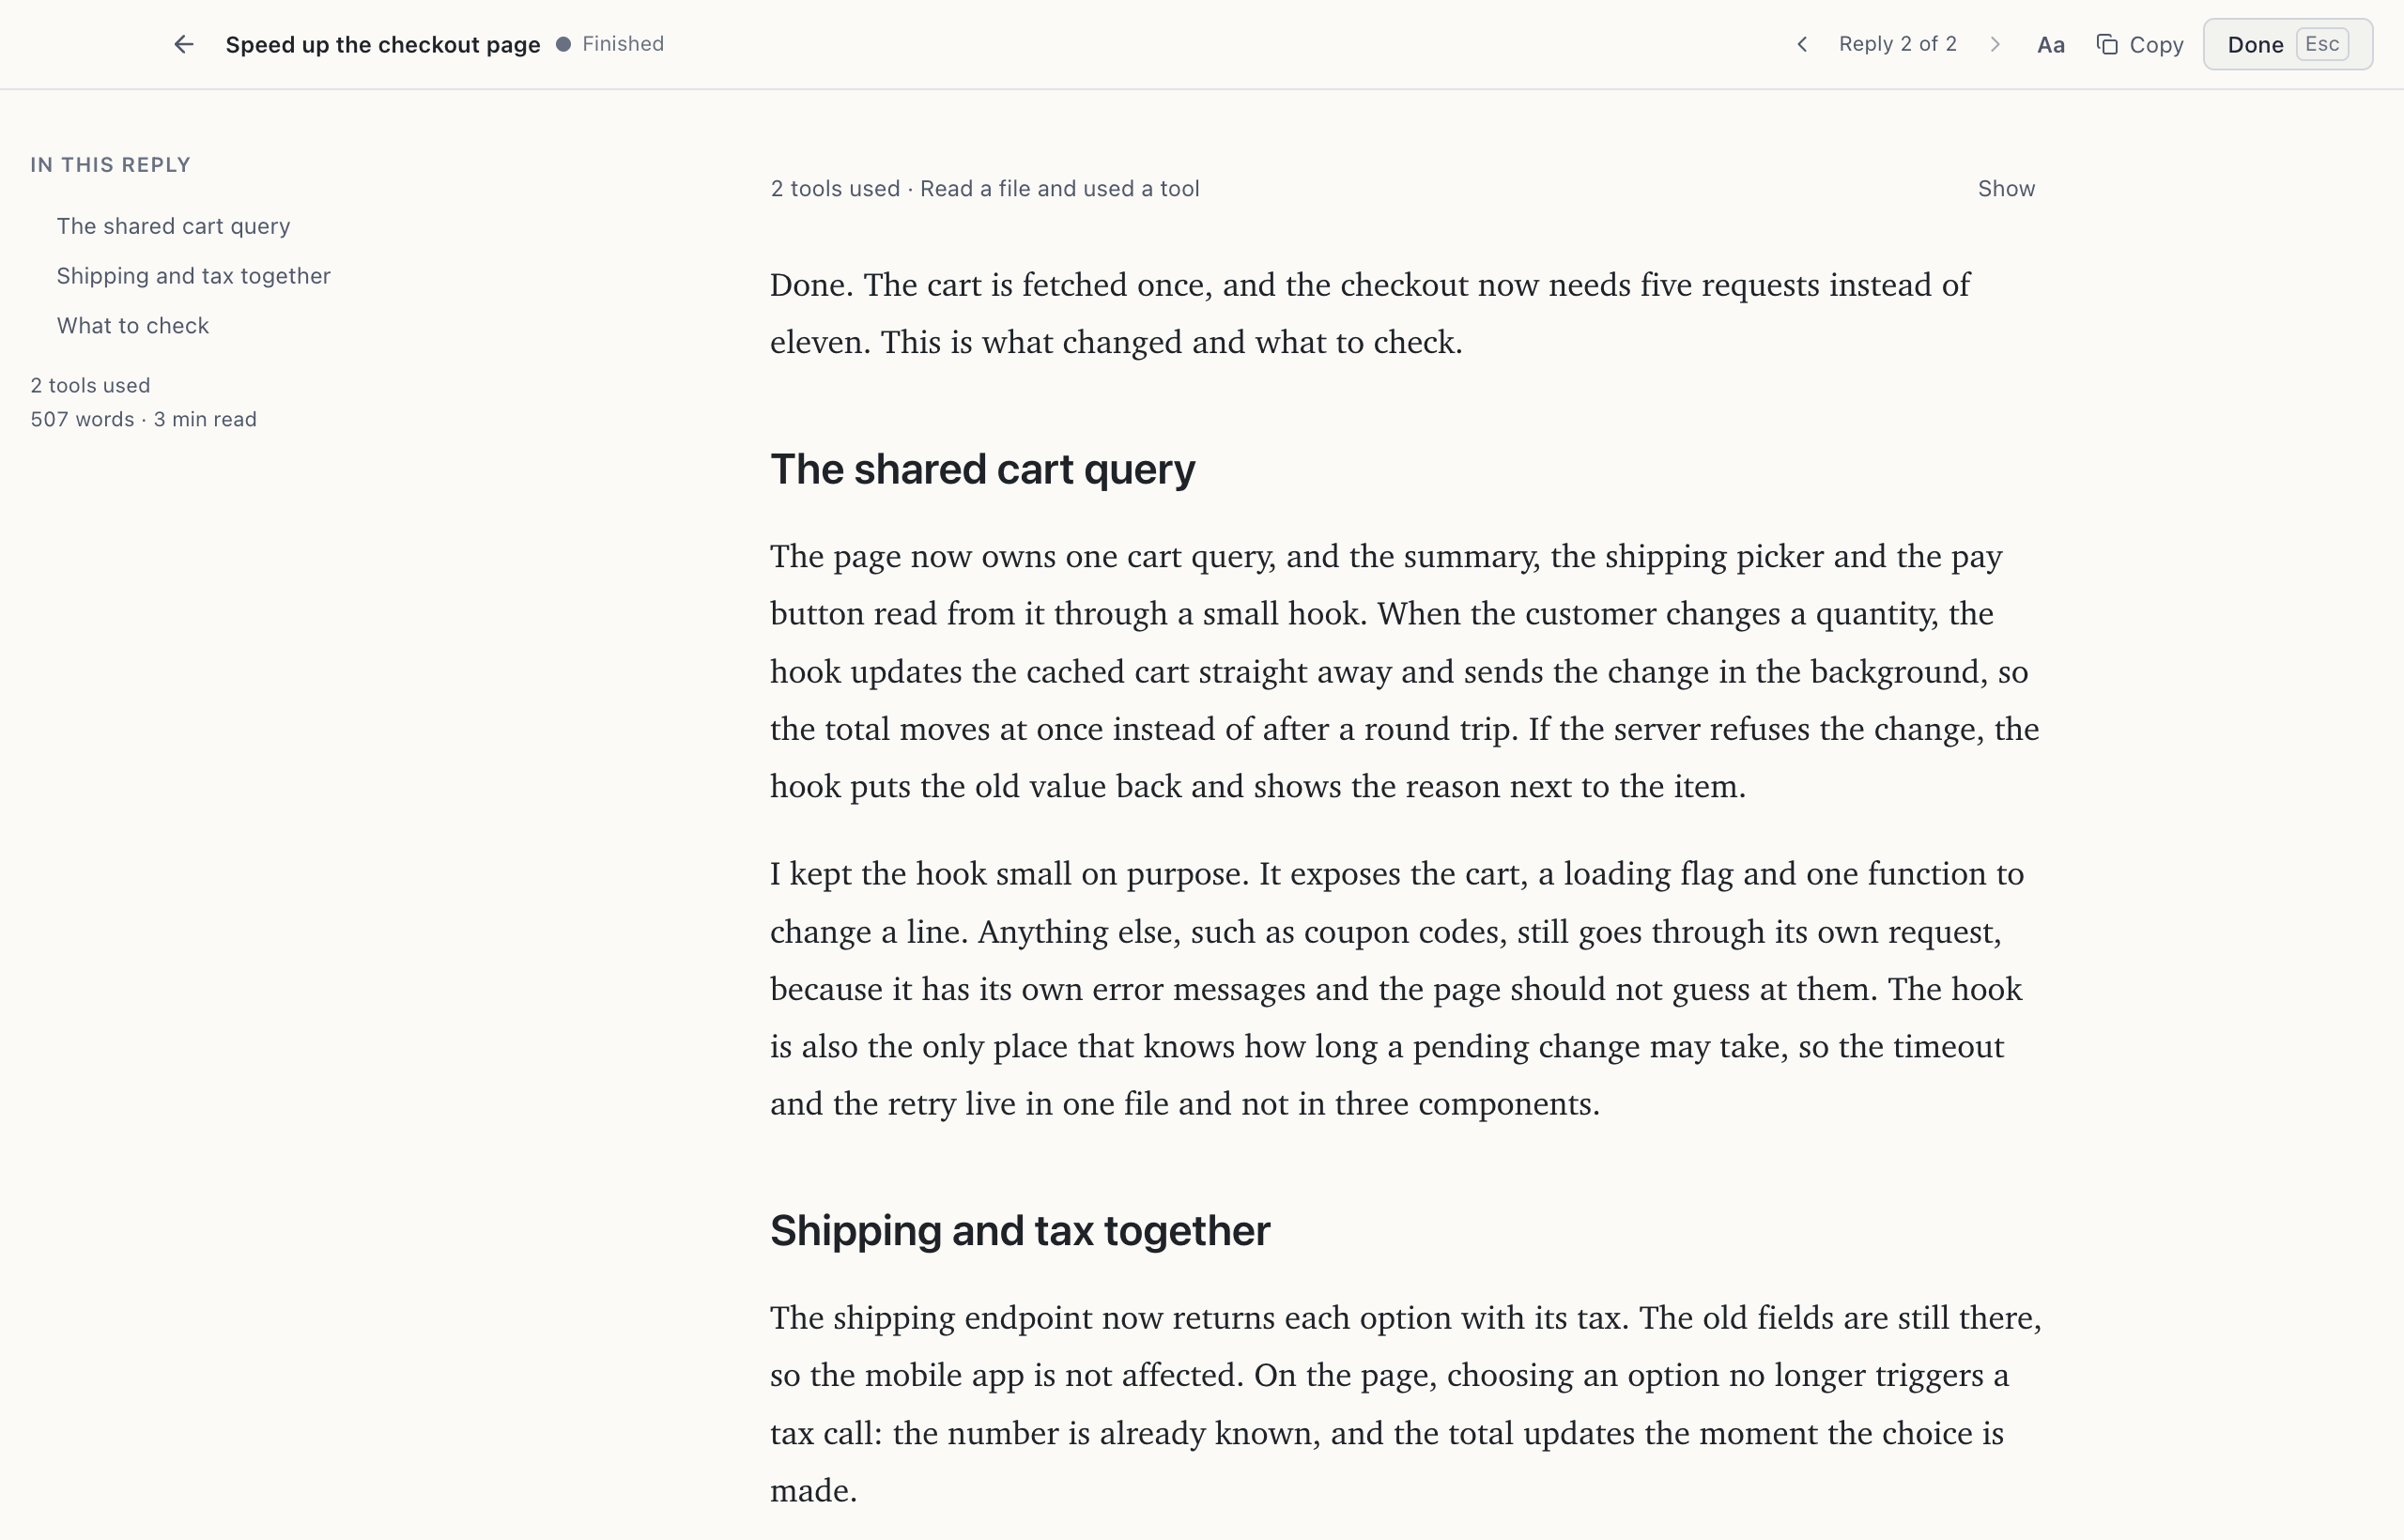 Speed up the checkout page
Finished
Reply 2 of 2
Aa
Copy
Done
Esc
IN THIS REPLY
The shared cart query
Shipping and tax together
What to check
2 tools used
507 words · 3 min read
2 tools used · Read a file and used a tool
Show
Done. The cart is fetched once, and the checkout now needs five requests instead of
eleven. This is what changed and what to check.
The shared cart query
The page now owns one cart query, and the summary, the shipping picker and the pay
button read from it through a small hook. When the customer changes a quantity, the
hook updates the cached cart straight away and sends the change in the background, so
the total moves at once instead of after a round trip. If the server refuses the change, the
hook puts the old value back and shows the reason next to the item.
I kept the hook small on purpose. It exposes the cart, a loading flag and one function to
change a line. Anything else, such as coupon codes, still goes through its own request,
because it has its own error messages and the page should not guess at them. The hook
is also the only place that knows how long a pending change may take, so the timeout
and the retry live in one file and not in three components.
Shipping and tax together
The shipping endpoint now returns each option with its tax. The old fields are still there,
so the mobile app is not affected. On the page, choosing an option no longer triggers a
tax call: the number is already known, and the total updates the moment the choice is
made.